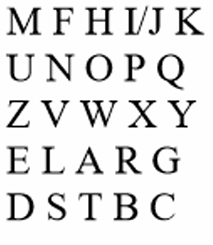 M F H I/J K
U N O P Q
Z V W X Y
E L A R G
D S T B C